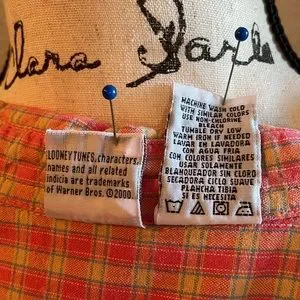 LOONEY TUNES, characters,
names and all related
indicia are trademarks
of Warner Bros. ©2000.
MACHINE WASH COLD
WITH SIMILAR COLORS
USE NON-CHLORINE
BLEACH
TUMBLE DRY LOW
WARM IRON IF NEEDED
LAVAR EN LAVADORA
CON AGUA FRIA
CON COLORES SIMILARES
USAR SOLAMENTE
BLANQUEADOR SIN CLORO
SECADORA CICLO SUAVE
PLANCHA TIBIA
SI ES NECESITA